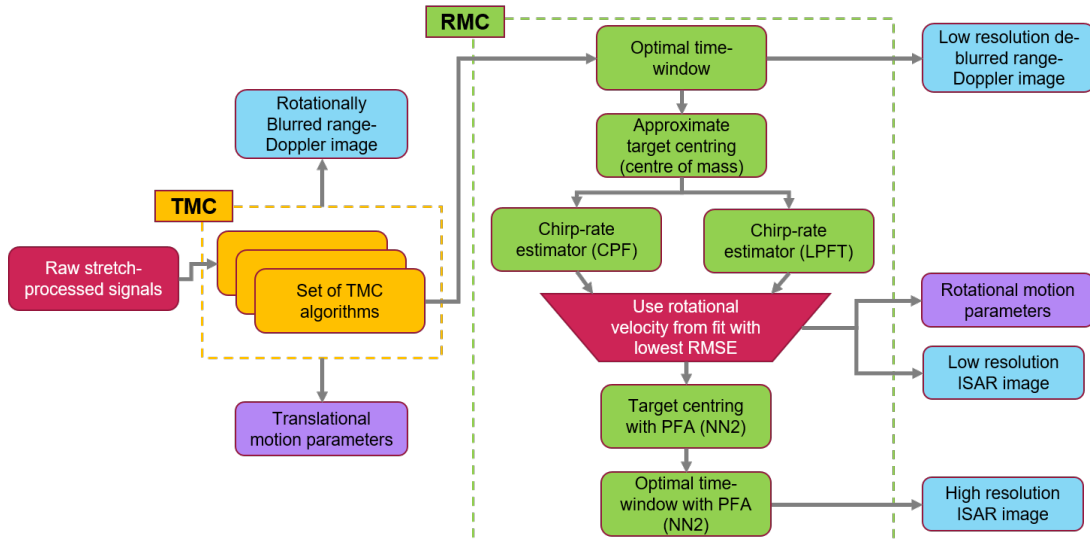 RMC
Optimal time-
window
Low resolution de-
blurred range-
Doppler image
Rotationally
Blurred range-
Doppler image
Approximate
target centring
(centre of mass)
TMC
Chirp-rate
estimator (CPF)
Chirp-rate
estimator (LPFT)
Raw stretch-
processed signals
Set of TMC
algorithms
Use rotational
velocity from fit with
lowest RMSE
Rotational motion
parameters
Low resolution
ISAR image
Translational
motion parameters
Target centring
with PFA (NN2)
Optimal time-
window with PFA
(NN2)
High resolution
ISAR image